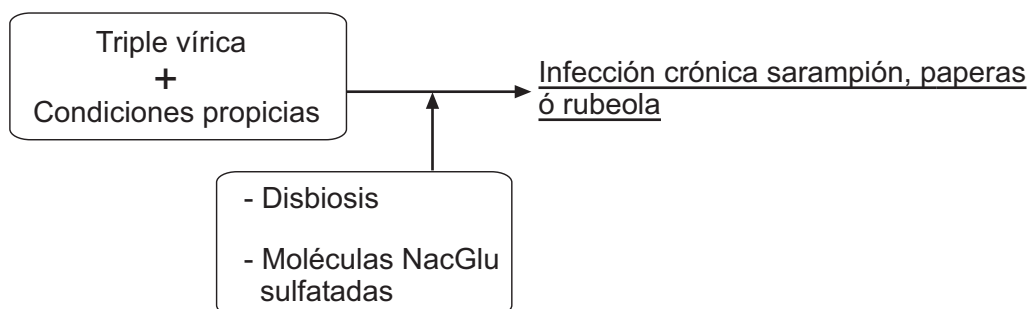 Triple vírica
+
Condiciones propicias
Infección crónica sarampión, paperas
ó rubeola
- Disbiosis
- Moléculas NacGlu
sulfatadas